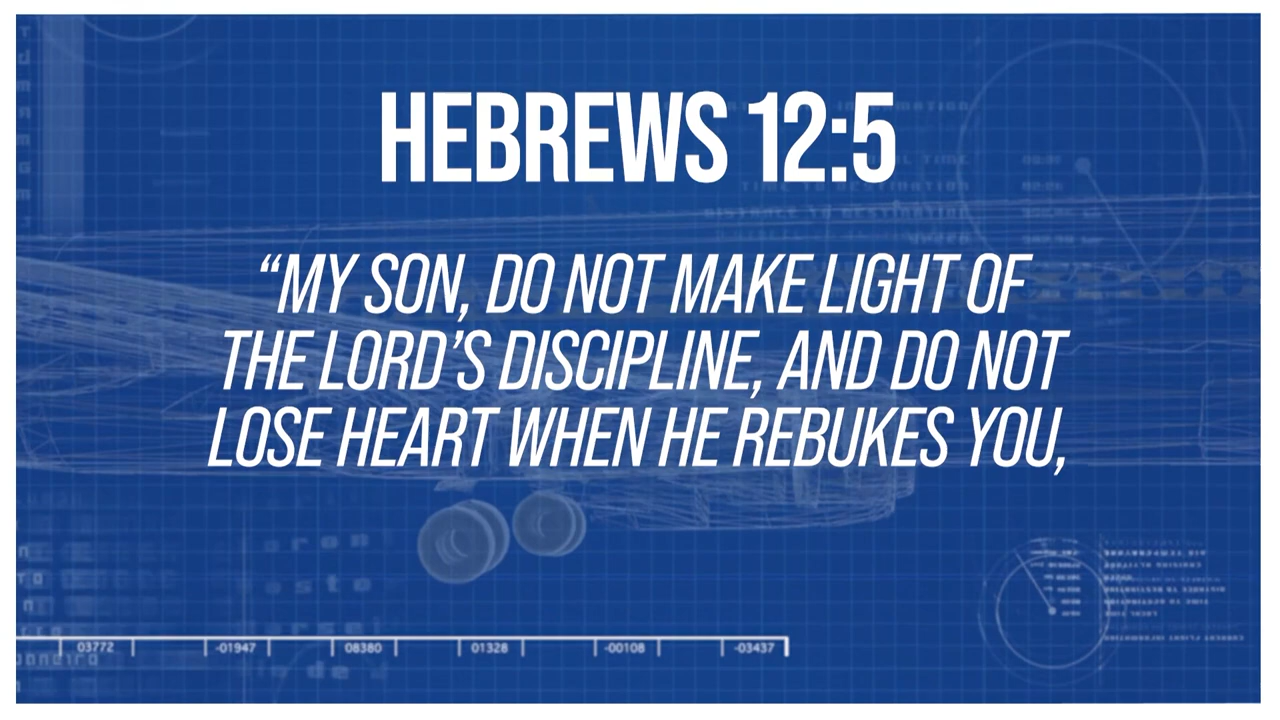 HEBREWS 12:5
“MY SON, DO NOT MAKE LIGHT OF
THE LORD’S DISCIPLINE, AND DO NOT
LOSE HEART WHEN HE REBUKES YOU,
03772 -01947 08380 01328 -00108 -03437